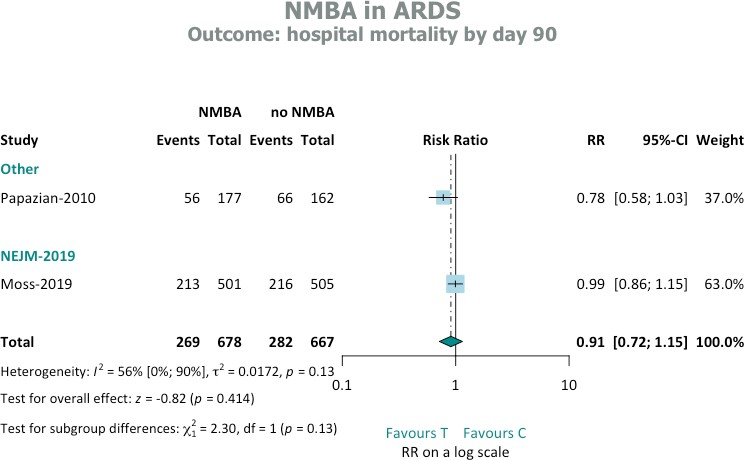 NMBA in ARDS
Outcome: hospital mortality by day 90
NMBA no NMBA
Study Events Total Events Total Risk Ratio RR 95%-CI Weight
Other
Papazian-2010 56 177 66 162 0.78 [0.58; 1.03] 37.0%
NEJM-2019
Moss-2019 213 501 216 505 0.99 [0.86; 1.15] 63.0%
Total 269 678 282 667 0.91 [0.72; 1.15] 100.0%
Heterogeneity: I² = 56% [0%; 90%], τ² = 0.0172, p = 0.13
0.1 1 10
Test for overall effect: z = -0.82 (p = 0.414)
Test for subgroup differences: χ²₁ = 2.30, df = 1 (p = 0.13)
Favours T Favours C
RR on a log scale